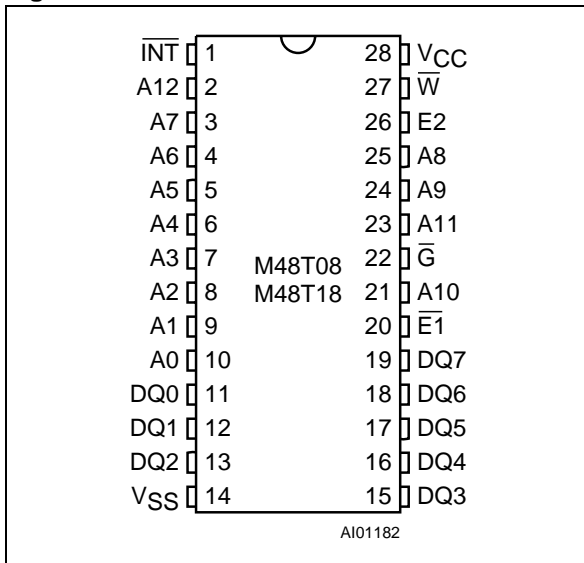 I̅N̅T̅ 1 28 VCC
A12 2 27 W̅
A7 3 26 E2
A6 4 25 A8
A5 5 24 A9
A4 6 23 A11
A3 7 M48T08 22 G̅
A2 8 M48T18 21 A10
A1 9 20 E̅1̅
A0 10 19 DQ7
DQ0 11 18 DQ6
DQ1 12 17 DQ5
DQ2 13 16 DQ4
VSS 14 15 DQ3
AI01182